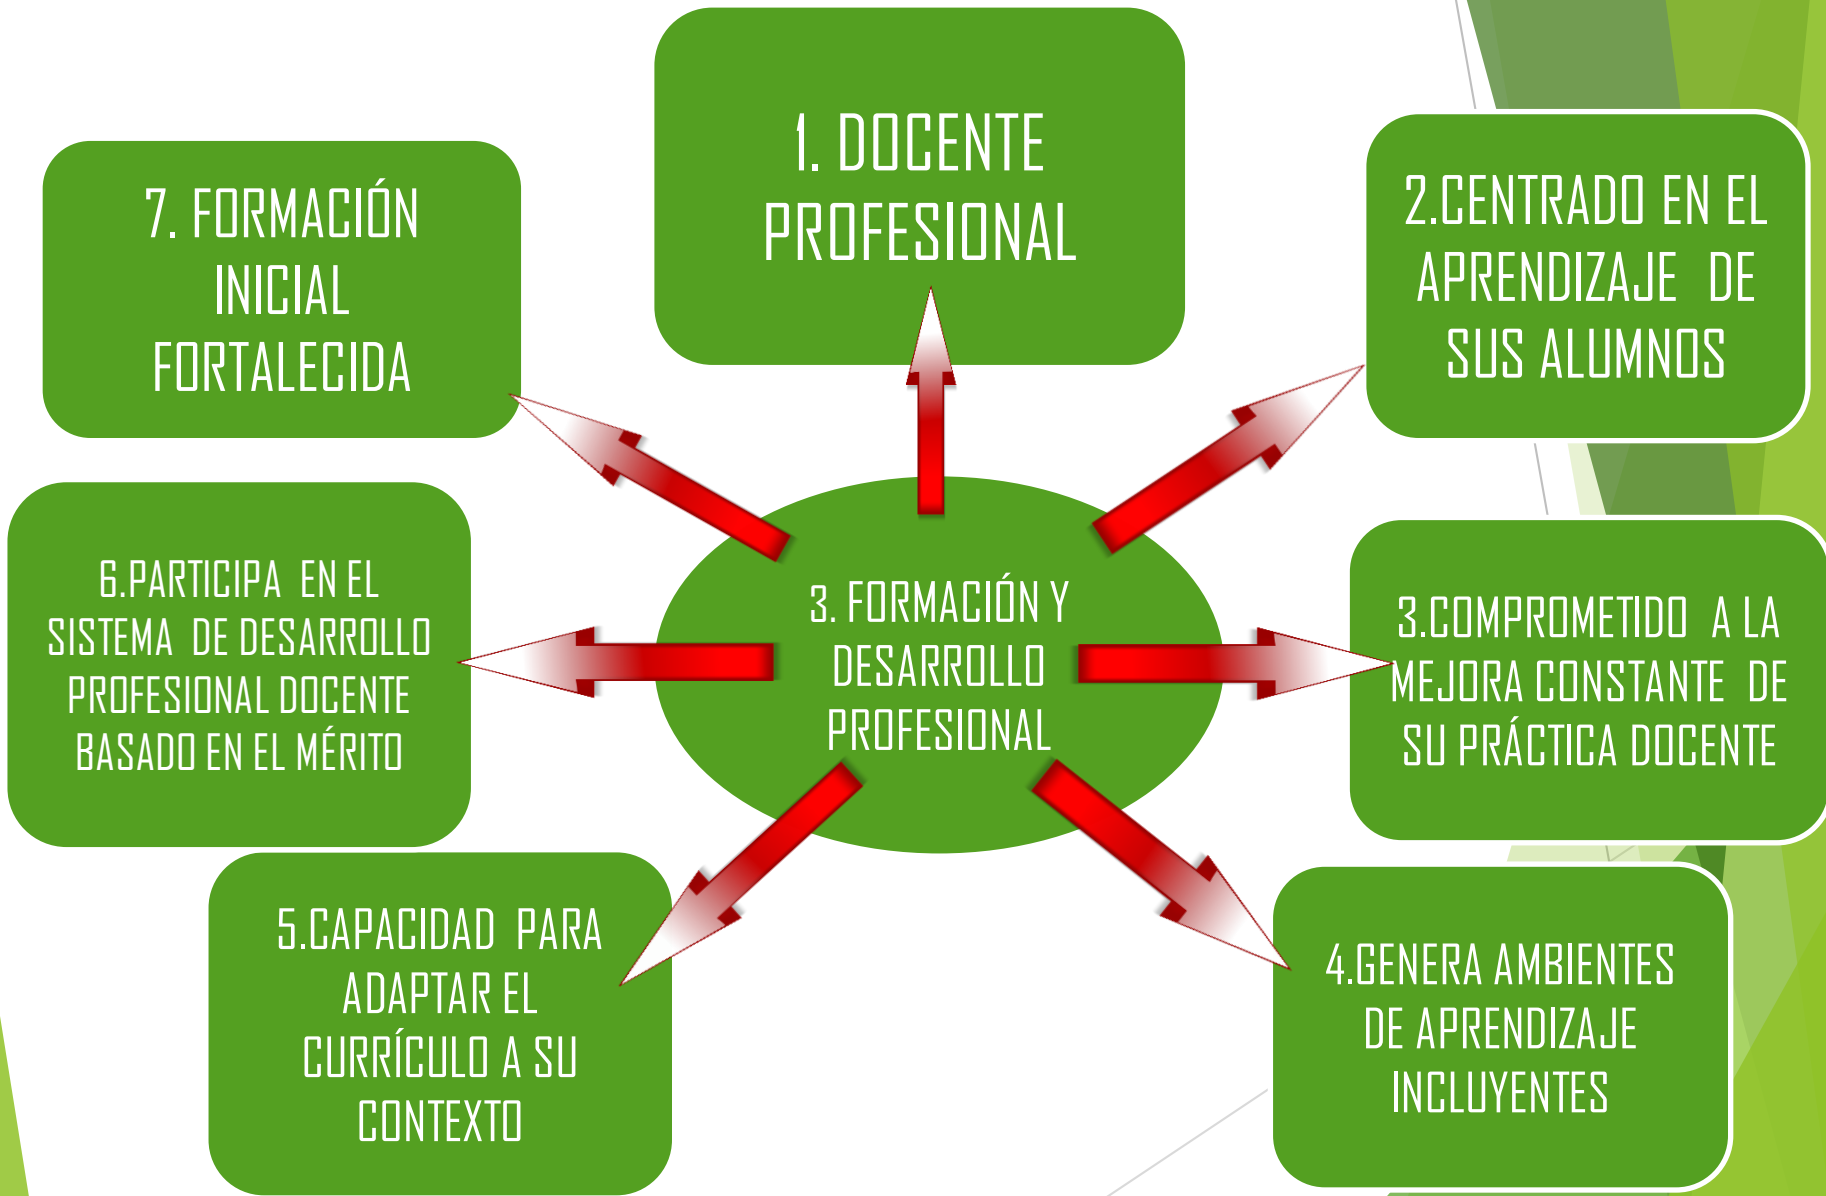 1. DOCENTE
PROFESIONAL
2.CENTRADO EN EL
APRENDIZAJE DE
SUS ALUMNOS
3.COMPROMETIDO A LA
MEJORA CONSTANTE DE
SU PRÁCTICA DOCENTE
4.GENERA AMBIENTES
DE APRENDIZAJE
INCLUYENTES
5.CAPACIDAD PARA
ADAPTAR EL
CURRÍCULO A SU
CONTEXTO
6.PARTICIPA EN EL
SISTEMA DE DESARROLLO
PROFESIONAL DOCENTE
BASADO EN EL MÉRITO
7. FORMACIÓN
INICIAL
FORTALECIDA
3. FORMACIÓN Y
DESARROLLO
PROFESIONAL